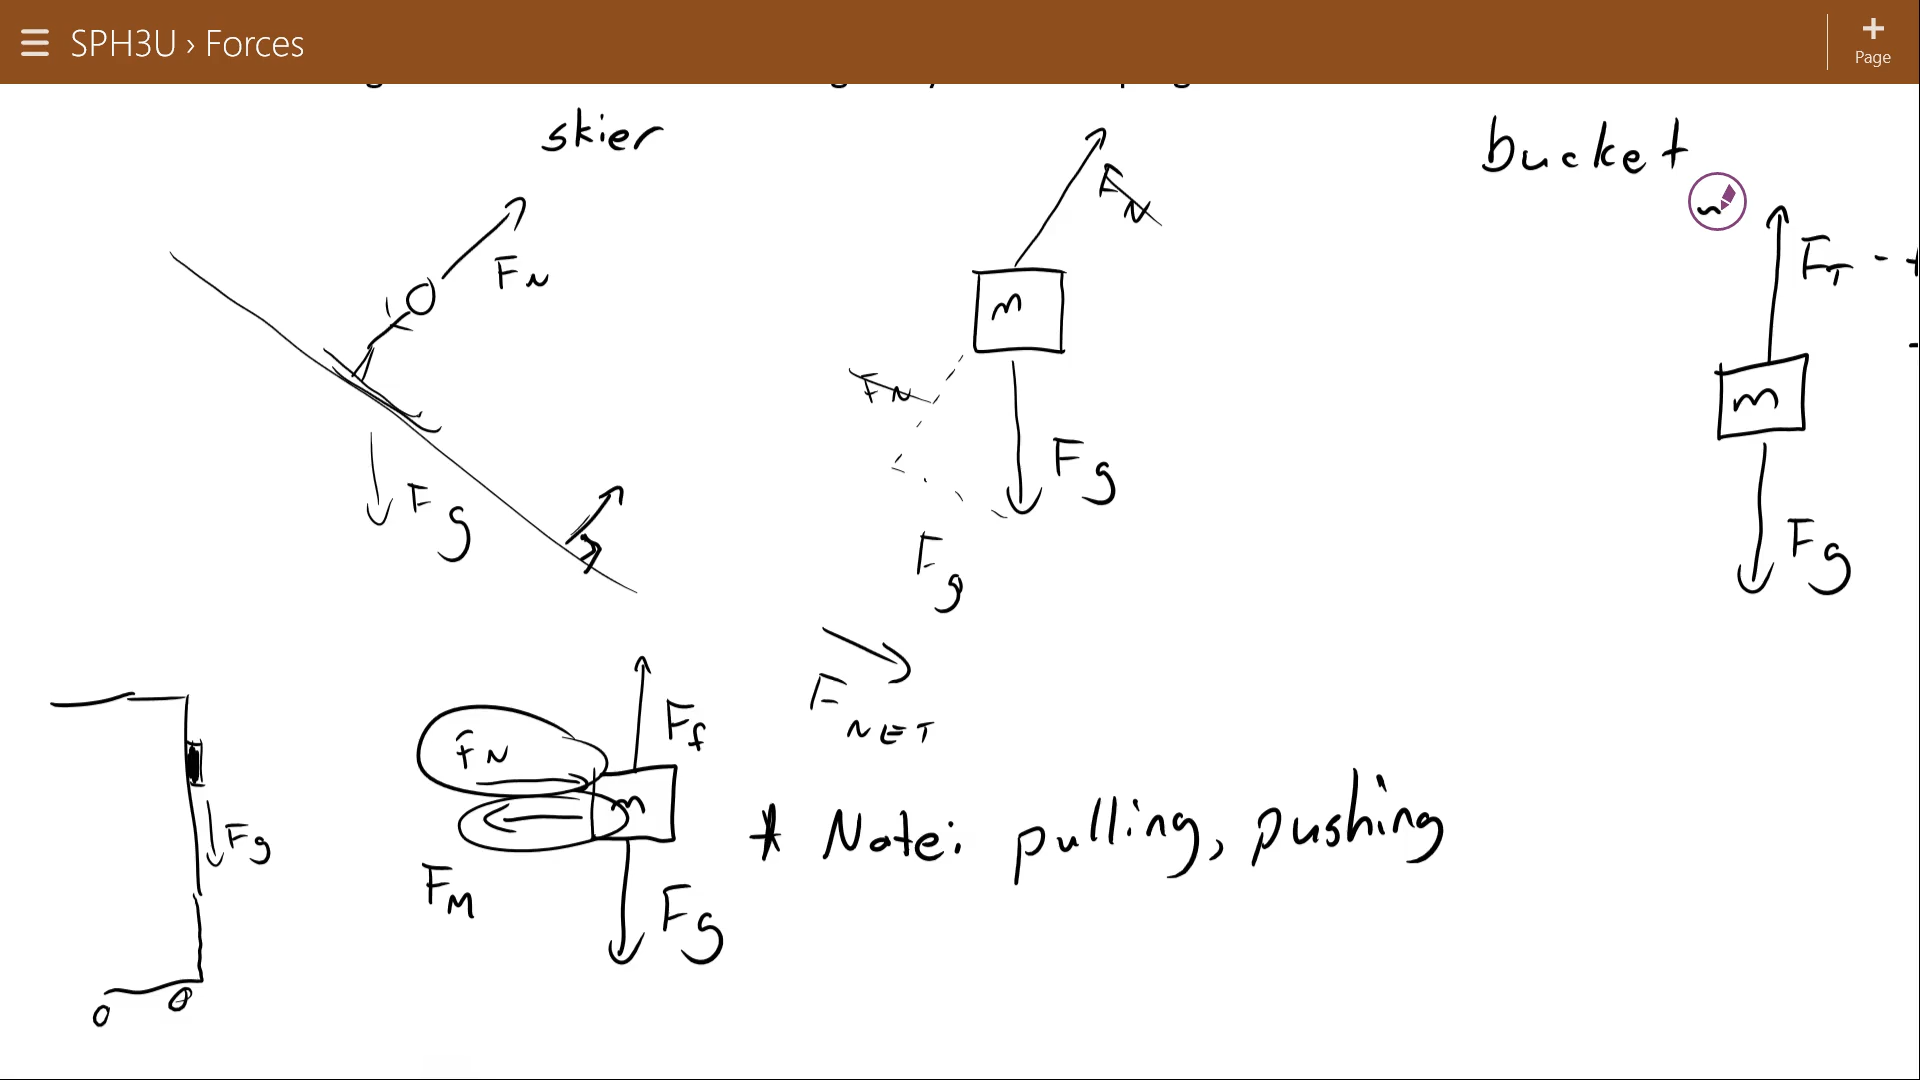 SPH3U › Forces
Page
skier
bucket
FN
FN
FT -
m
m
FN
Fg
Fg
Fg
Fg
FNET
FN
Ff
m
Fg
* Note: pulling, pushing
FM
Fg